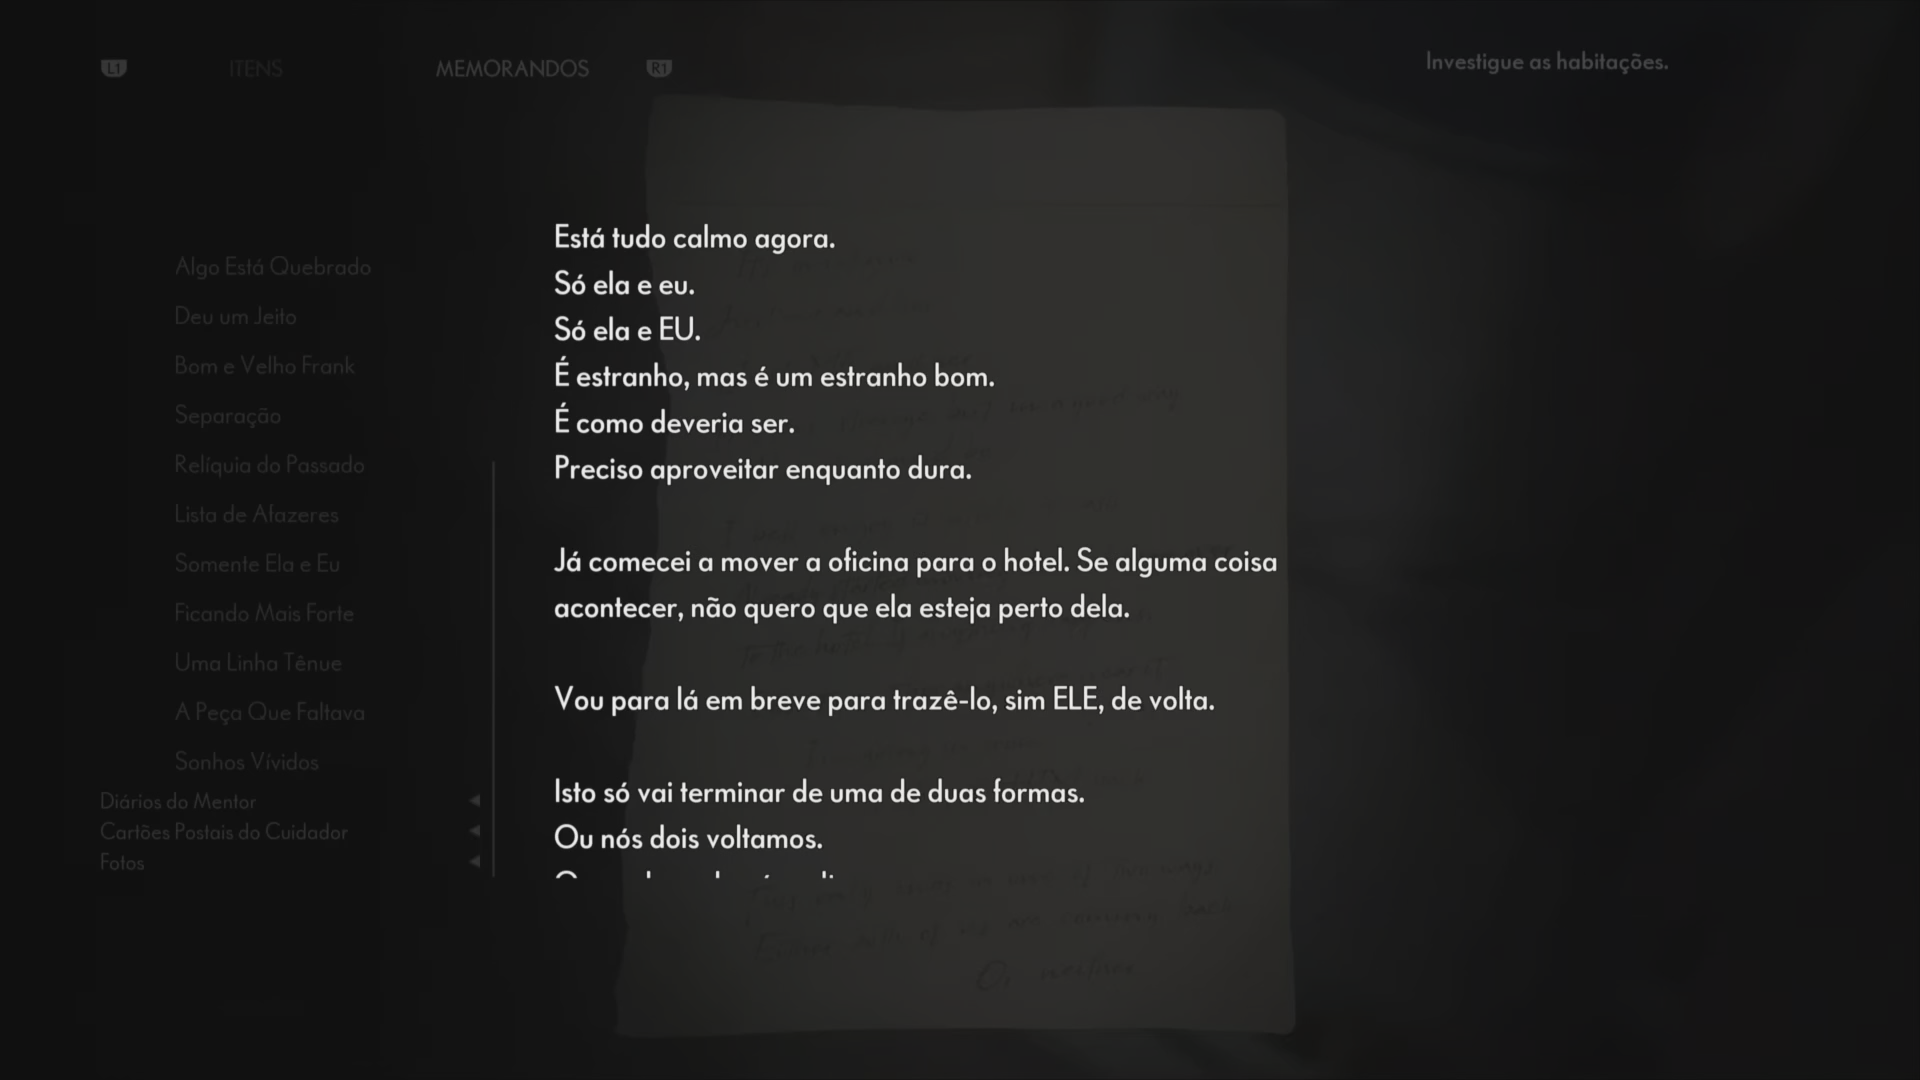 L1 ITENS MEMORANDOS R1
Investigue as habitações.
Algo Está Quebrado
Deu um Jeito
Bom e Velho Frank
Separação
Relíquia do Passado
Lista de Afazeres
Somente Ela e Eu
Ficando Mais Forte
Uma Linha Tênue
A Peça Que Faltava
Sonhos Vívidos
Diários do Mentor
Cartões Postais do Cuidador
Fotos
Está tudo calmo agora.
Só ela e eu.
Só ela e EU.
É estranho, mas é um estranho bom.
É como deveria ser.
Preciso aproveitar enquanto dura.
Já comecei a mover a oficina para o hotel. Se alguma coisa
acontecer, não quero que ela esteja perto dela.
Vou para lá em breve para trazê-lo, sim ELE, de volta.
Isto só vai terminar de uma de duas formas.
Ou nós dois voltamos.